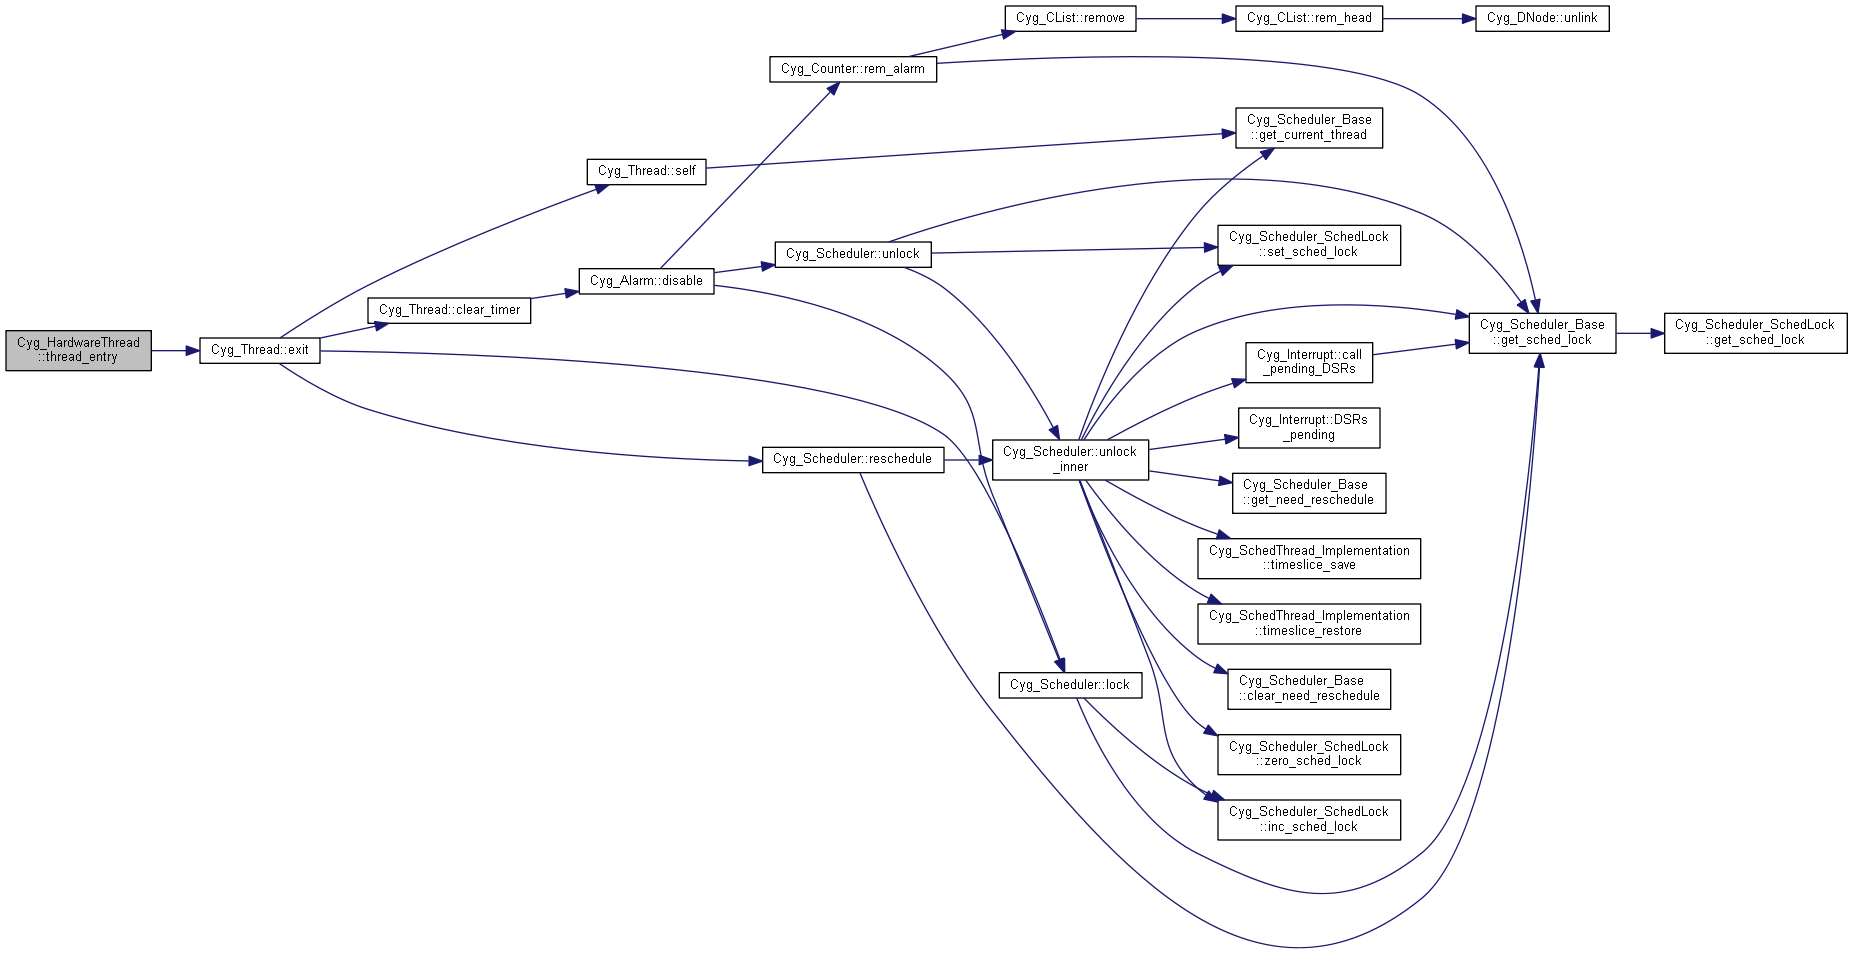 Cyg_CList::remove
Cyg_CList::rem_head
Cyg_DNode::unlink
Cyg_Counter::rem_alarm
Cyg_Scheduler_Base
::get_current_thread
Cyg_Thread::self
Cyg_Scheduler_SchedLock
::set_sched_lock
Cyg_Scheduler::unlock
Cyg_Alarm::disable
Cyg_Thread::clear_timer
Cyg_Scheduler_Base
::get_sched_lock
Cyg_Scheduler_SchedLock
::get_sched_lock
Cyg_HardwareThread
::thread_entry
Cyg_Thread::exit
Cyg_Interrupt::call
_pending_DSRs
Cyg_Interrupt::DSRs
_pending
Cyg_Scheduler::reschedule
Cyg_Scheduler::unlock
_inner
Cyg_Scheduler_Base
::get_need_reschedule
Cyg_SchedThread_Implementation
::timeslice_save
Cyg_SchedThread_Implementation
::timeslice_restore
Cyg_Scheduler::lock
Cyg_Scheduler_Base
::clear_need_reschedule
Cyg_Scheduler_SchedLock
::zero_sched_lock
Cyg_Scheduler_SchedLock
::inc_sched_lock